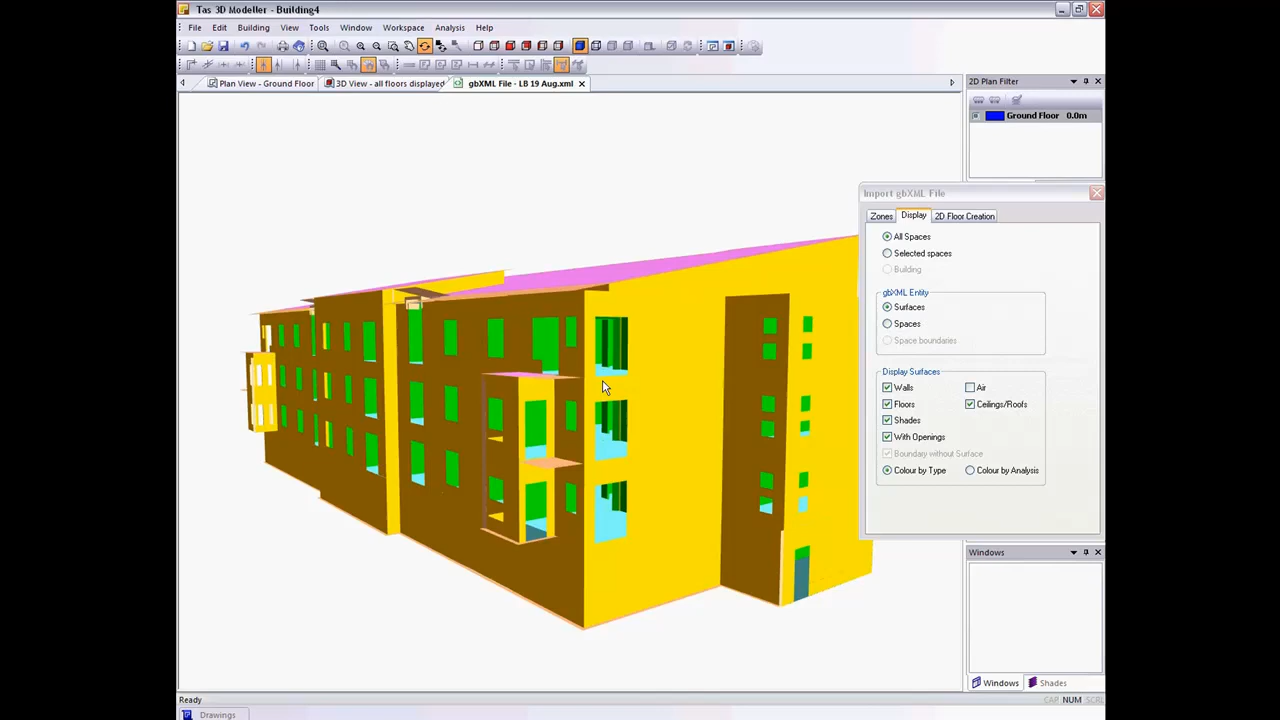 Tas 3D Modeller - Building4
File Edit Building View Tools Window Workspace Analysis Help
Plan View - Ground Floor 3D View - all floors displayed gbXML File - LB 19 Aug.xml
2D Plan Filter
Ground Floor 0.0m
Import gbXML File
Zones Display 2D Floor Creation
All Spaces
Selected spaces
Building
gbXML Entity
Surfaces
Spaces
Space boundaries
Display Surfaces
Walls Air
Floors Ceilings/Roofs
Shades
With Openings
Boundary without Surface
Colour by Type Colour by Analysis
Windows
Windows Shades
Ready CAP NUM SCRL
Drawings